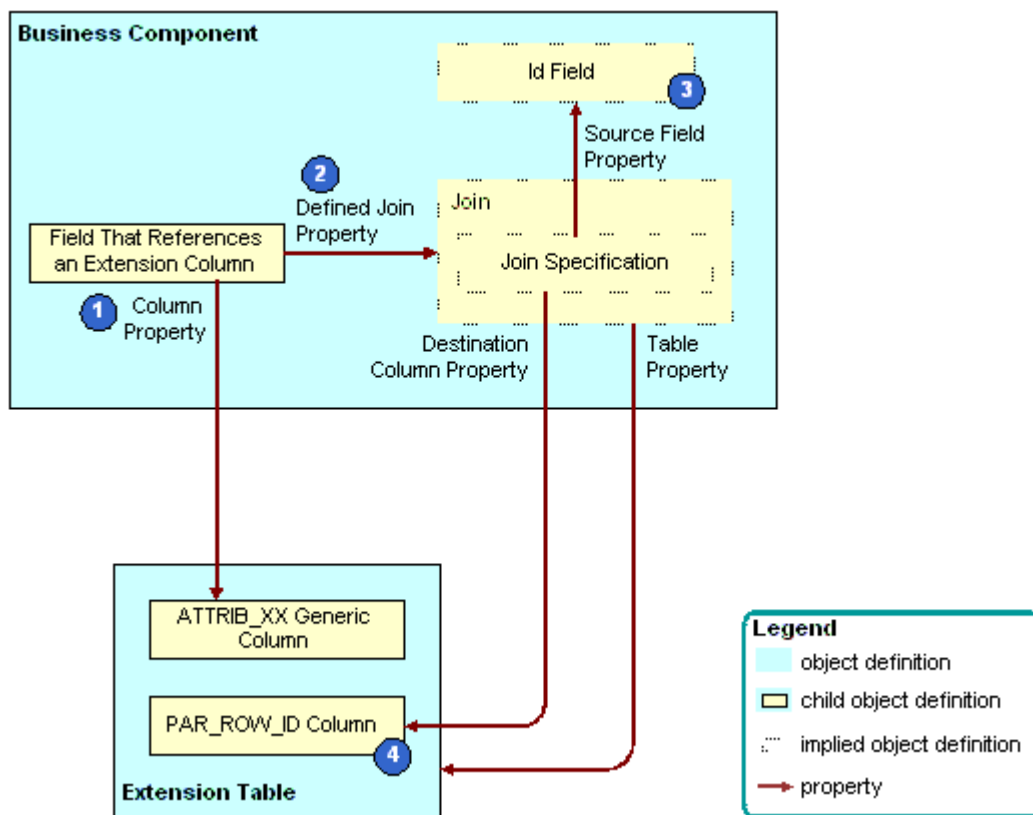 Business Component
Id Field
3
Source Field
Property
2
Defined Join
Property
Join
Field That References
an Extension Column
Join Specification
1
Column
Property
Destination
Column Property
Table
Property
ATTRIB_XX Generic
Column
PAR_ROW_ID Column
4
Extension Table
Legend
object definition
child object definition
implied object definition
property